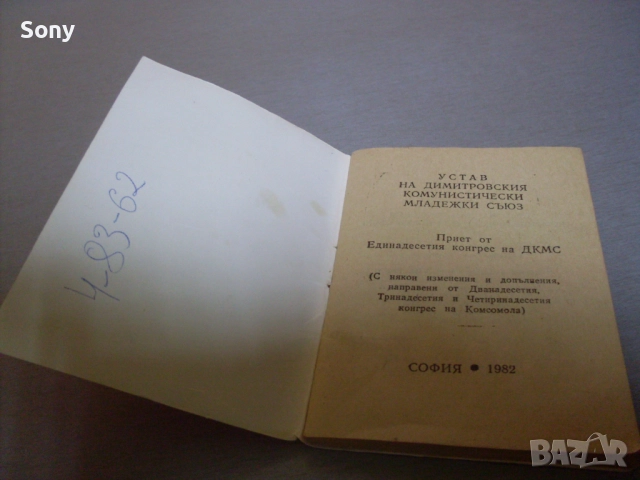 Sony
4-83-62
УСТАВ
НА ДИМИТРОВСКИЯ
КОМУНИСТИЧЕСКИ
МЛАДЕЖКИ СЪЮЗ
Приет от
Единадесетия конгрес на ДКМС
(С някои изменения и допълнения,
направени от Дванадесетия,
Тринадесетия и Четиринадесетия
конгрес на Комсомола)
СОФИЯ • 1982
BAZAR